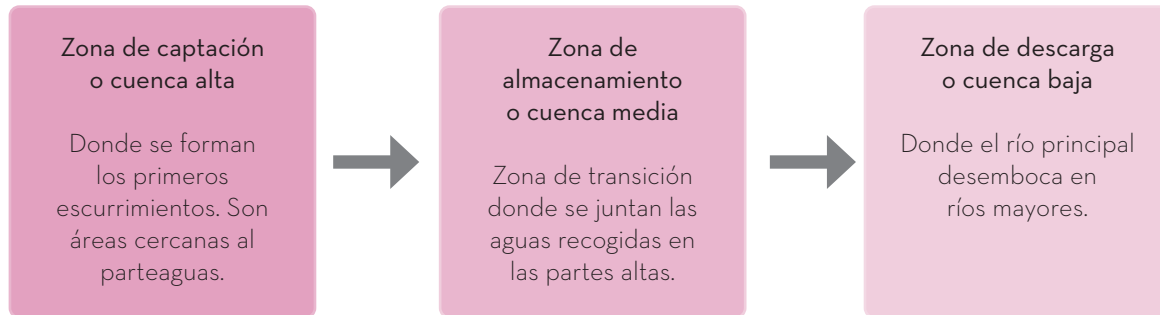 Zona de captación
o cuenca alta
Donde se forman
los primeros
escurrimientos. Son
áreas cercanas al
parteaguas.
Zona de
almacenamiento
o cuenca media
Zona de transición
donde se juntan las
aguas recogidas en
las partes altas.
Zona de descarga
o cuenca baja
Donde el río principal
desemboca en
ríos mayores.